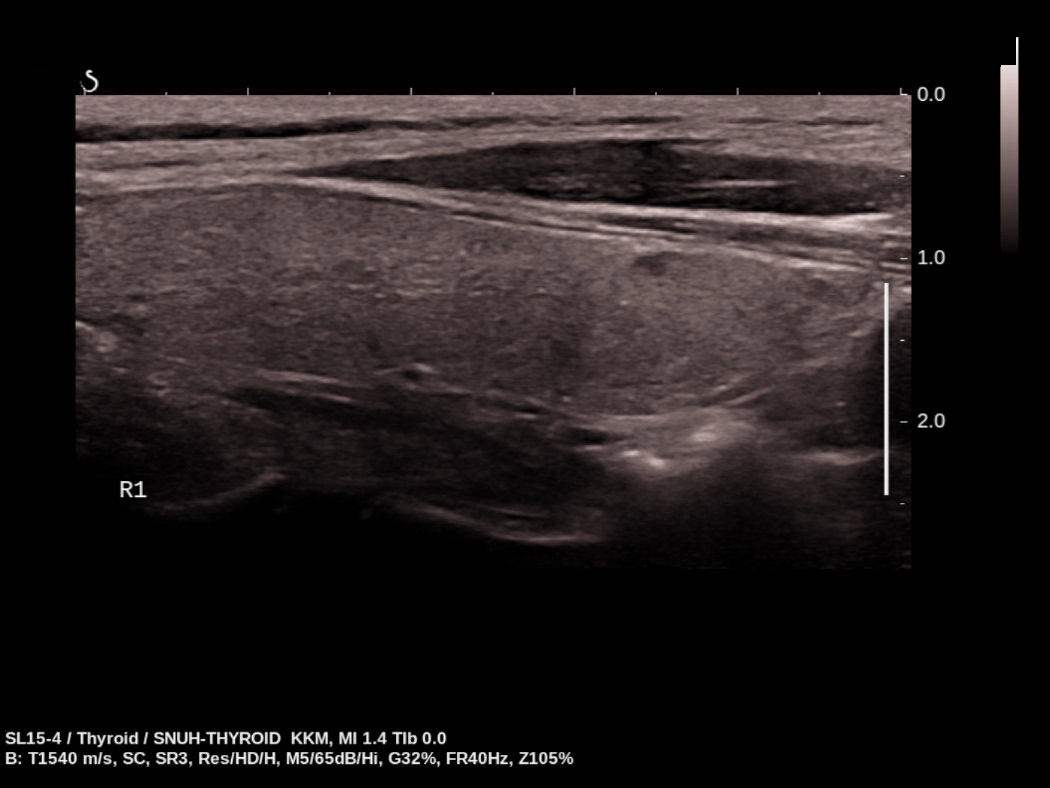 S
0.0
1.0
2.0
R1
SL15-4 / Thyroid / SNUH-THYROID  KKM, MI 1.4 TIb 0.0
B: T1540 m/s, SC, SR3, Res/HD/H, M5/65dB/Hi, G32%, FR40Hz, Z105%